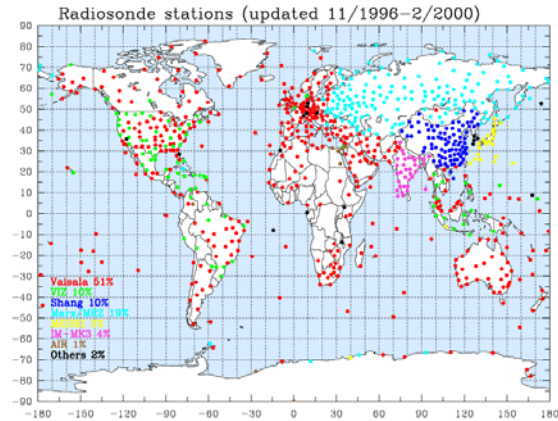 Radiosonde stations (updated 11/1996-2/2000)
90
80
70
60
50
40
30
20
10
0
-10
-20
-30
-40
-50
-60
-70
-80
-90
Vaisala 51%
VIZ 10%
Shang 10%
Mars+MRZ 19%
IM-MK3 4%
AIR 1%
Others 2%
-180 -150 -120 -90 -60 -30 0 30 60 90 120 150 180